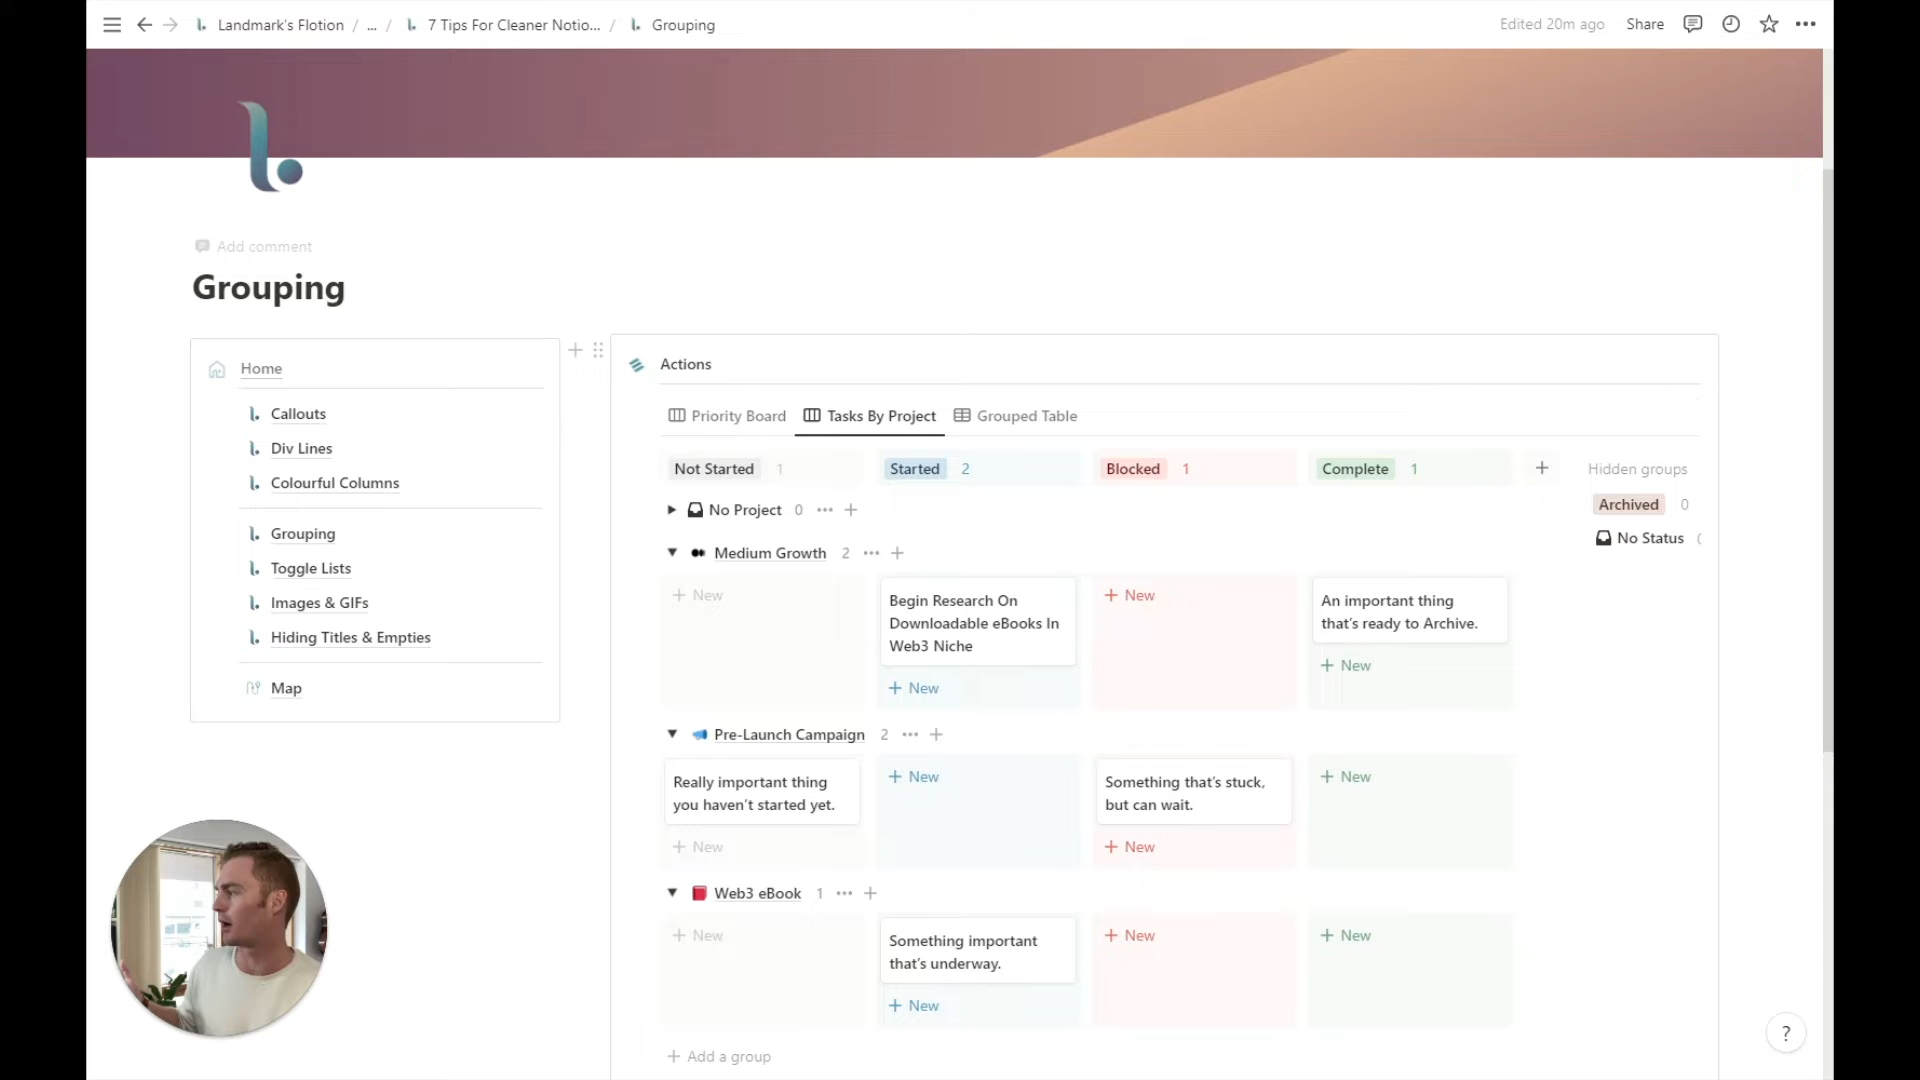 Landmark's Flotion / ... / 7 Tips For Cleaner Notio... / Grouping
Edited 20m ago Share
Add comment
Grouping
Home
Callouts
Div Lines
Colourful Columns
Grouping
Toggle Lists
Images & GIFs
Hiding Titles & Empties
Map
Actions
Priority Board Tasks By Project Grouped Table
Not Started 1 Started 2 Blocked 1 Complete 1 + Hidden groups
Archived 0
No Status
No Project 0 ... +
Medium Growth 2 ... +
+ New
Begin Research On
Downloadable eBooks In
Web3 Niche
+ New
+ New
An important thing
that's ready to Archive.
+ New
Pre-Launch Campaign 2 ... +
Really important thing
you haven't started yet.
+ New
+ New
Something that's stuck,
but can wait.
+ New
+ New
Web3 eBook 1 ... +
+ New
Something important
that's underway.
+ New
+ New
+ New
+ Add a group
?